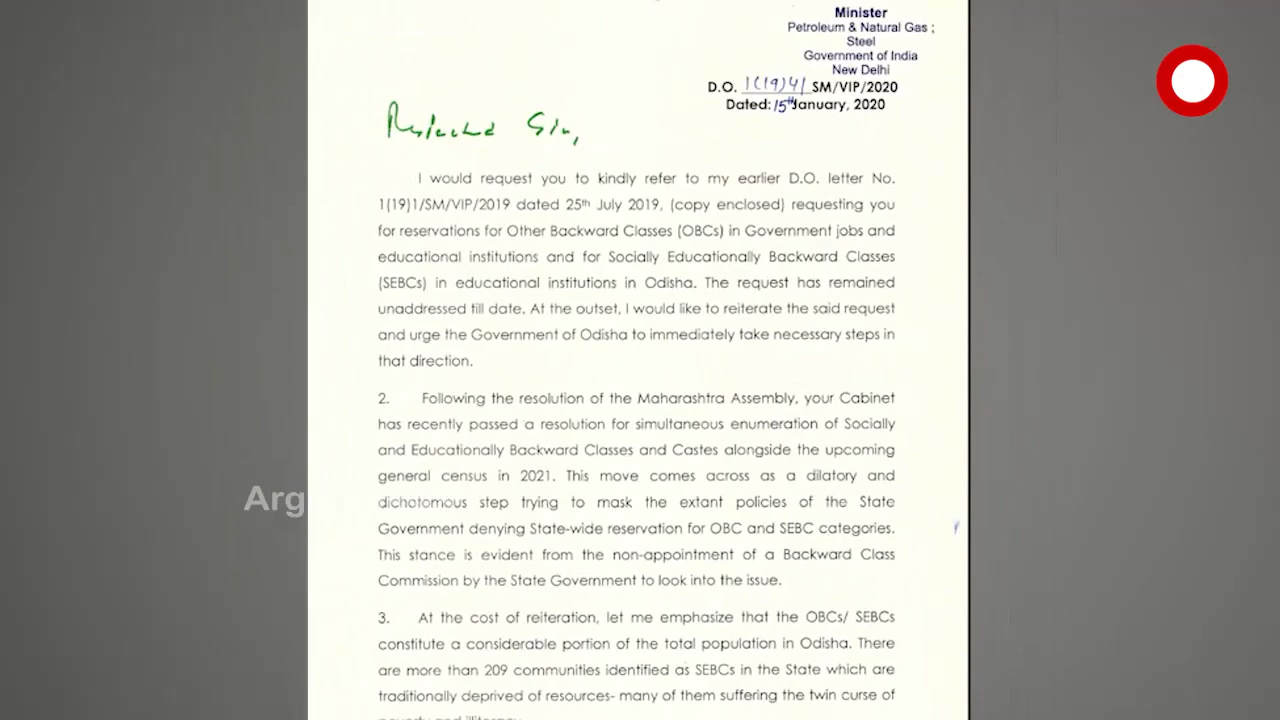 Minister
Petroleum & Natural Gas ;
Steel
Government of India
New Delhi
D.O. 1(19)4/ SM/VIP/2020
Dated: 15th January, 2020
Respected Sir,
I would request you to kindly refer to my earlier D.O. letter No.
1(19)1/SM/VIP/2019 dated 25th July 2019, (copy enclosed) requesting you
for reservations for Other Backward Classes (OBCs) in Government jobs and
educational institutions and for Socially Educationally Backward Classes
(SEBCs) in educational institutions in Odisha. The request has remained
unaddressed till date. At the outset, I would like to reiterate the said request
and urge the Government of Odisha to immediately take necessary steps in
that direction.
2. Following the resolution of the Maharashtra Assembly, your Cabinet
has recently passed a resolution for simultaneous enumeration of Socially
and Educationally Backward Classes and Castes alongside the upcoming
general census in 2021. This move comes across as a dilatory and
dichotomous step trying to mask the extant policies of the State
Government denying State-wide reservation for OBC and SEBC categories.
This stance is evident from the non-appointment of a Backward Class
Commission by the State Government to look into the issue.
3. At the cost of reiteration, let me emphasize that the OBCs/ SEBCs
constitute a considerable portion of the total population in Odisha. There
are more than 209 communities identified as SEBCs in the State which are
traditionally deprived of resources- many of them suffering the twin curse of
poverty and illiteracy.
Arg